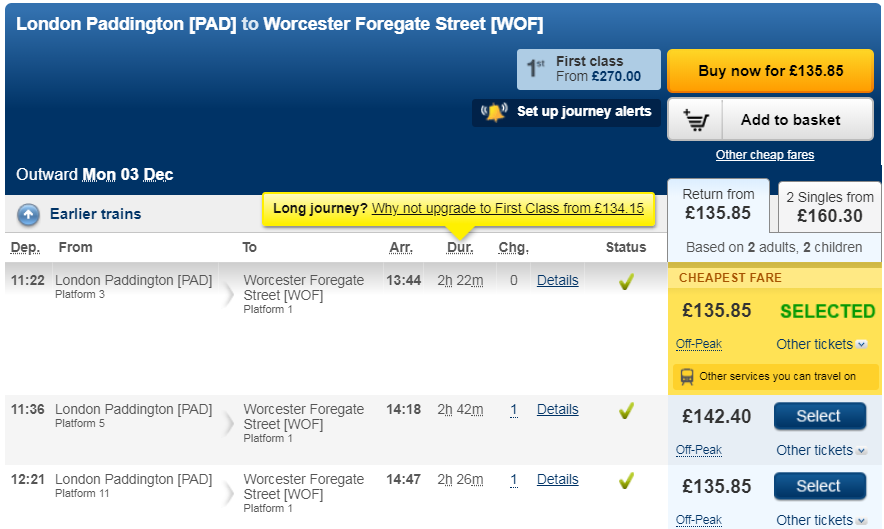 London Paddington [PAD] to Worcester Foregate Street [WOF]
1st First class
From £270.00
Buy now for £135.85
Set up journey alerts
Add to basket
Other cheap fares
Outward Mon 03 Dec
Earlier trains
Long journey? Why not upgrade to First Class from £134.15
Return from
£135.85
2 Singles from
£160.30
Based on 2 adults, 2 children
Dep. From To Arr. Dur. Chg. Status
CHEAPEST FARE
11:22 London Paddington [PAD] Worcester Foregate 13:44 2h 22m 0 Details
Platform 3 Street [WOF]
Platform 1
£135.85 SELECTED
Off-Peak Other tickets
Other services you can travel on
11:36 London Paddington [PAD] Worcester Foregate 14:18 2h 42m 1 Details
Platform 5 Street [WOF]
Platform 1
£142.40 Select
Off-Peak Other tickets
12:21 London Paddington [PAD] Worcester Foregate 14:47 2h 26m 1 Details
Platform 11 Street [WOF]
Platform 1
£135.85 Select
Off-Peak Other tickets